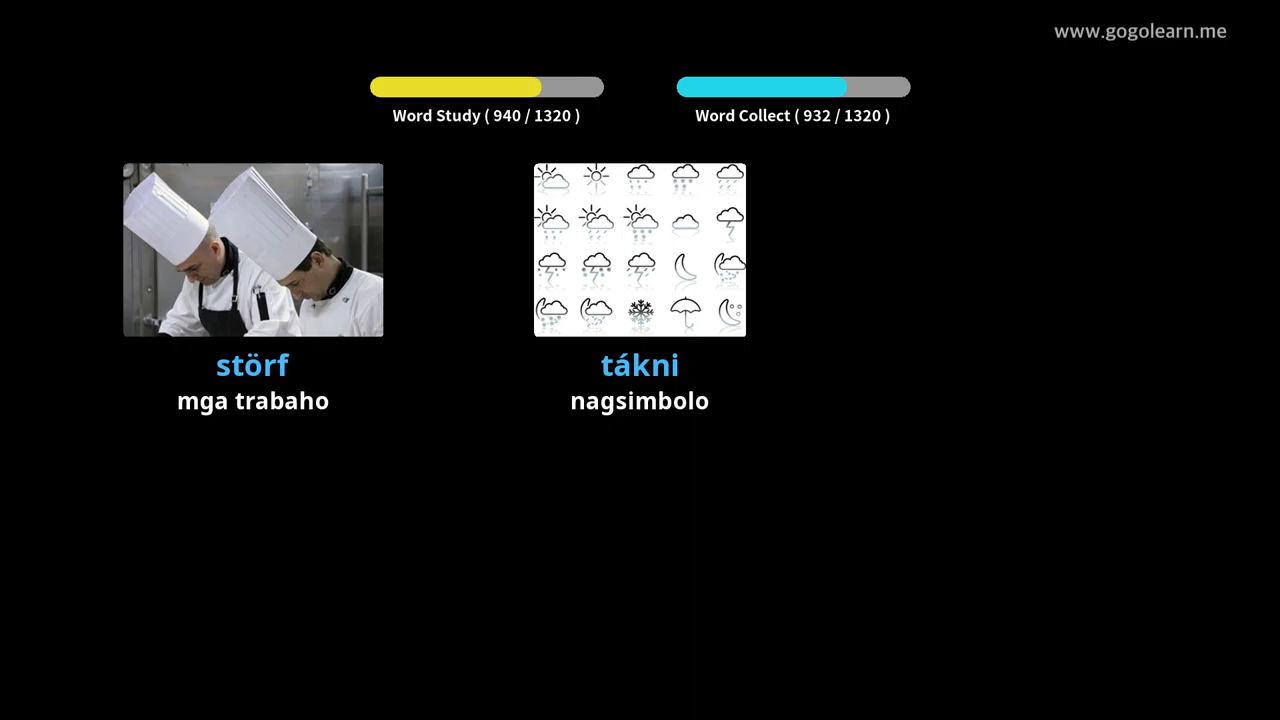 www.gogolearn.me
Word Study ( 940 / 1320 )
Word Collect ( 932 / 1320 )
störf
mga trabaho
tákni
nagsimbolo